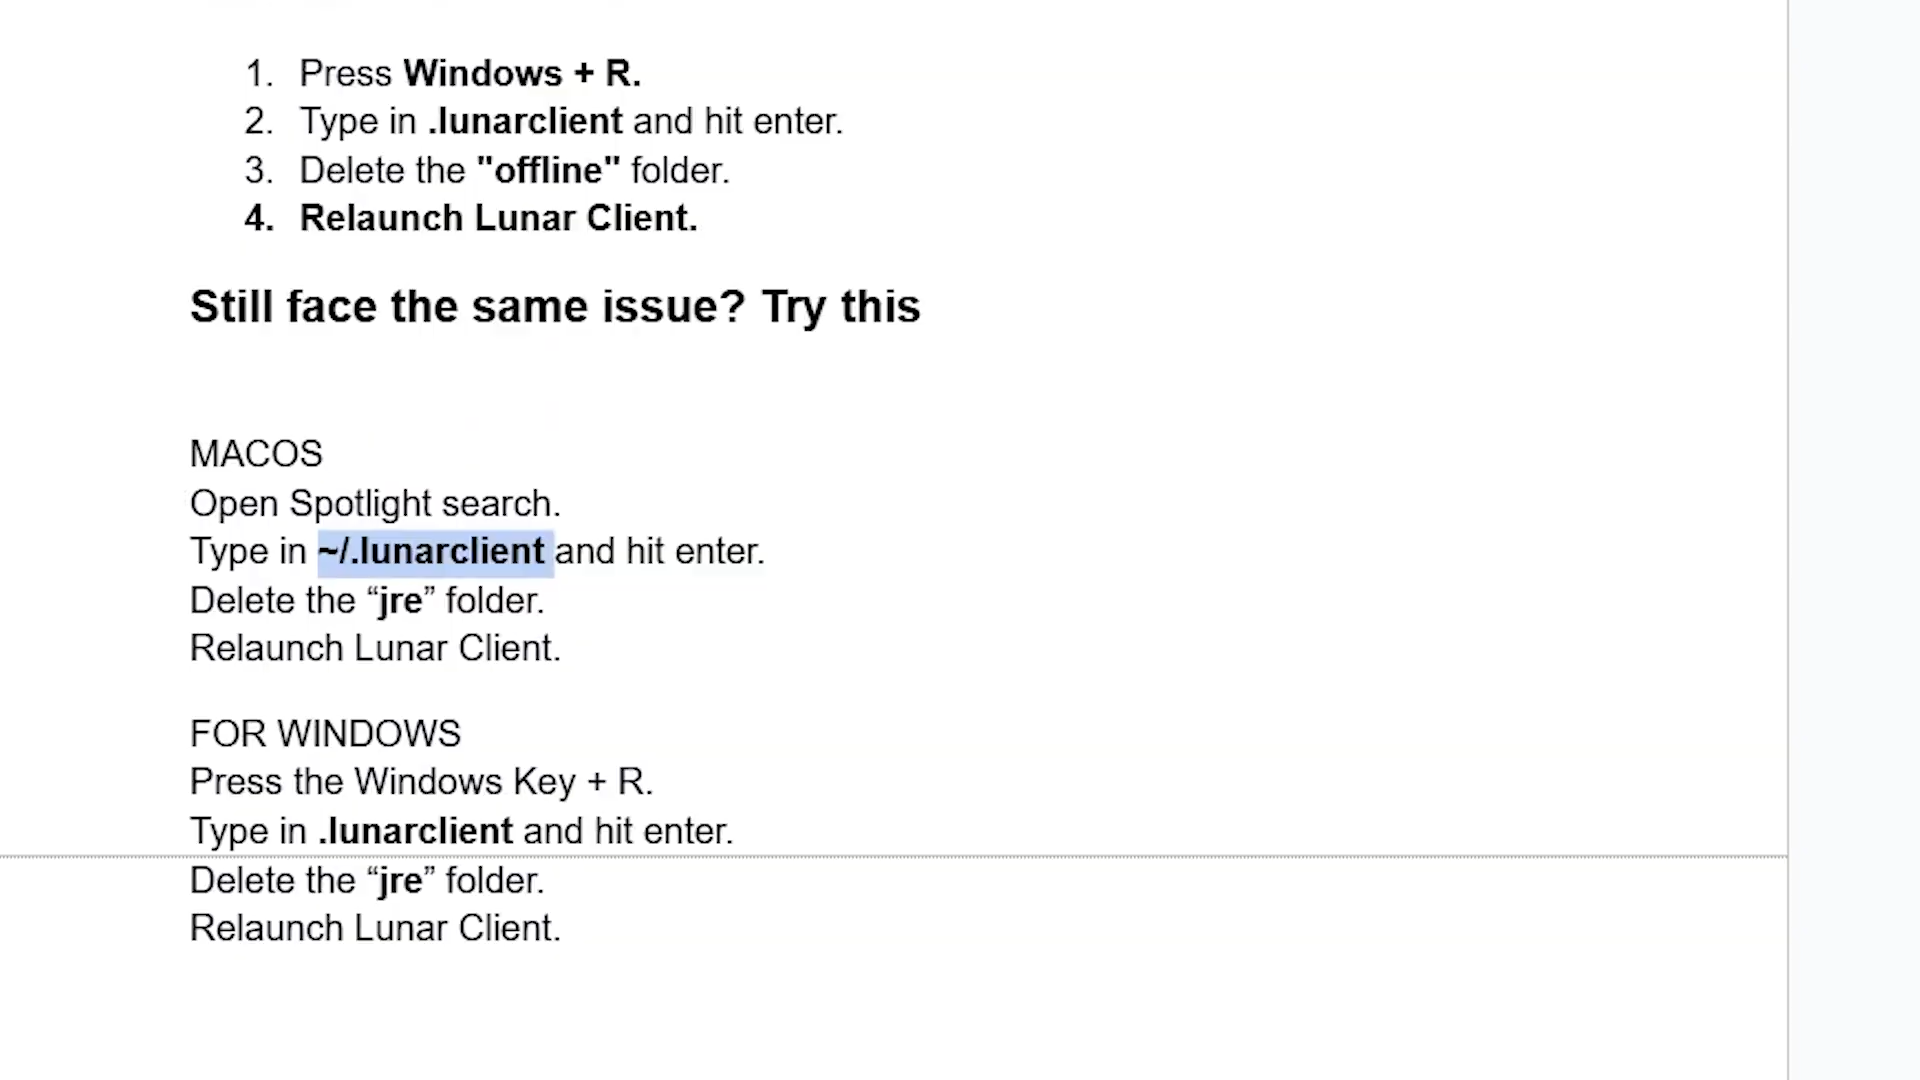 1. Press Windows + R.
2. Type in .lunarclient and hit enter.
3. Delete the "offline" folder.
4. Relaunch Lunar Client.
Still face the same issue? Try this
MACOS
Open Spotlight search.
Type in ~/.lunarclient and hit enter.
Delete the “jre” folder.
Relaunch Lunar Client.
FOR WINDOWS
Press the Windows Key + R.
Type in .lunarclient and hit enter.
Delete the “jre” folder.
Relaunch Lunar Client.